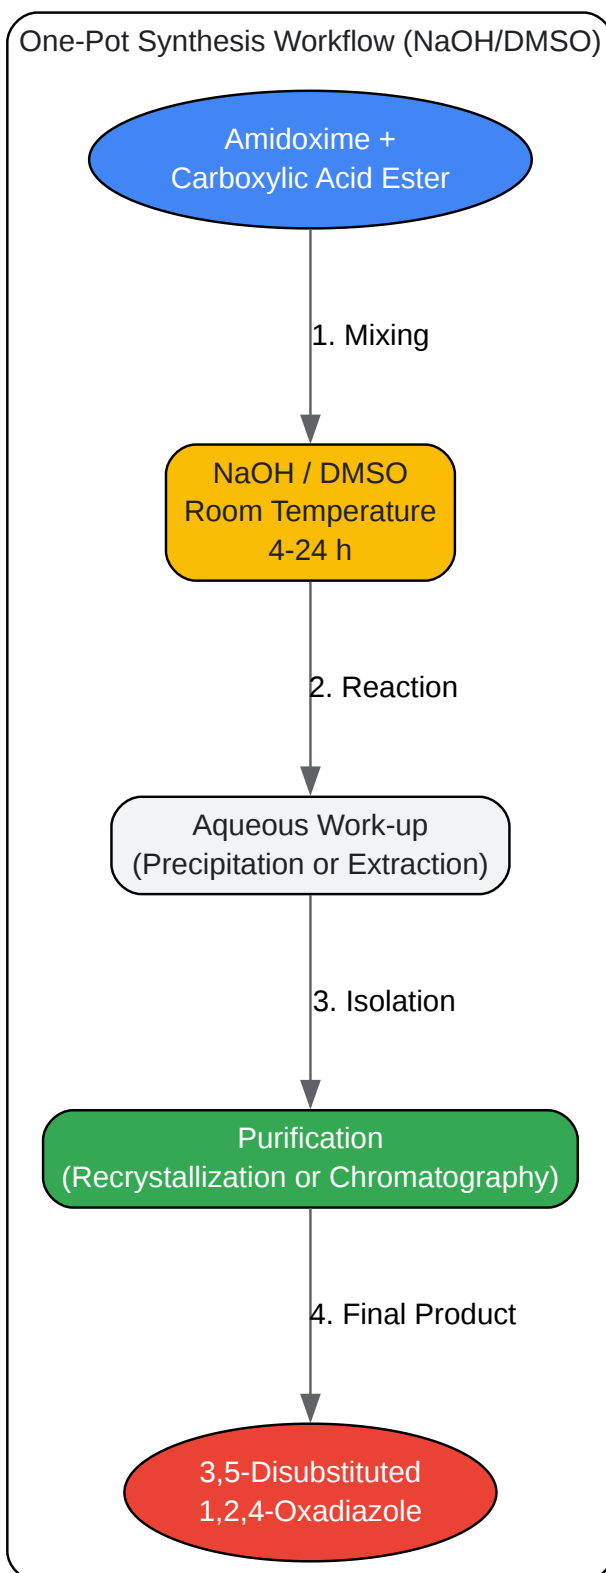 One-Pot Synthesis Workflow (NaOH/DMSO)
Amidoxime +
Carboxylic Acid Ester
1. Mixing
NaOH / DMSO
Room Temperature
4-24 h
2. Reaction
Aqueous Work-up
(Precipitation or Extraction)
3. Isolation
Purification
(Recrystallization or Chromatography)
4. Final Product
3,5-Disubstituted
1,2,4-Oxadiazole